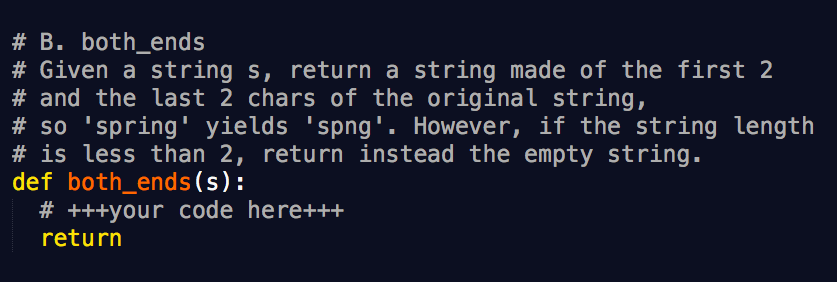 # B. both_ends
# Given a string s, return a string made of the first 2
# and the last 2 chars of the original string,
# so 'spring' yields 'spng'. However, if the string length
# is less than 2, return instead the empty string.
def both_ends(s):
  # +++your code here+++
  return